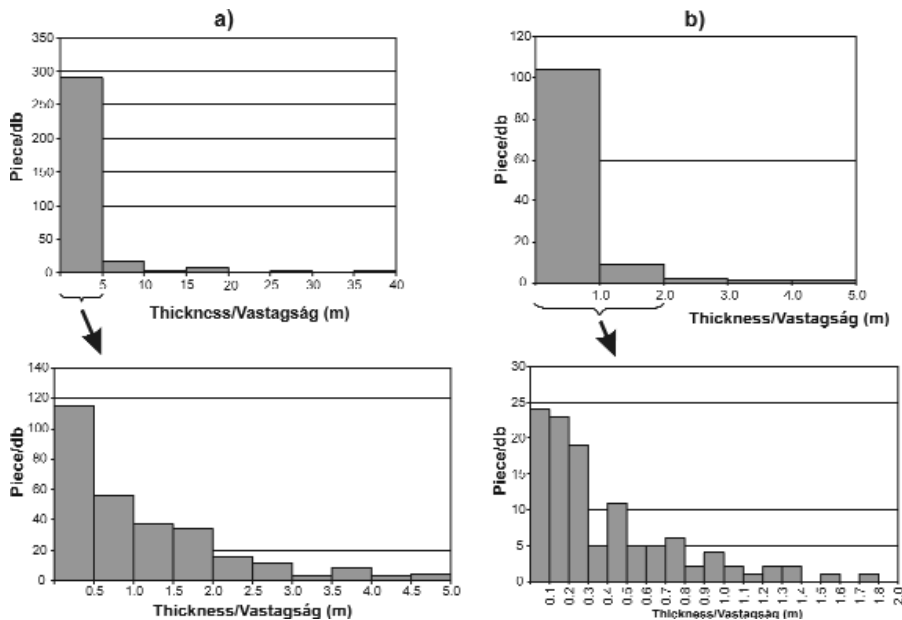 a)
350
300
250
200
150
100
50
0
Piece/db
5 10 15 20 25 30 35 40
Thickncss/Vastagság (m)
b)
120
100
80
60
40
20
0
Piece/db
1.0 2.0 3.0 4.0 5.0
Thickness/Vastagság (m)
140
120
100
80
60
40
20
0
Piece/db
0.5 1.0 1.5 2.0 2.5 3.0 3.5 4.0 4.5 5.0
Thickness/Vastagság (m)
30
25
20
15
10
5
0
Piece/db
0.1 0.2 0.3 0.4 0.5 0.6 0.7 0.8 0.9 1.0 1.1 1.2 1.3 1.4 1.5 1.6 1.7 1.8 2.0
Thickness/Vastagság (m)